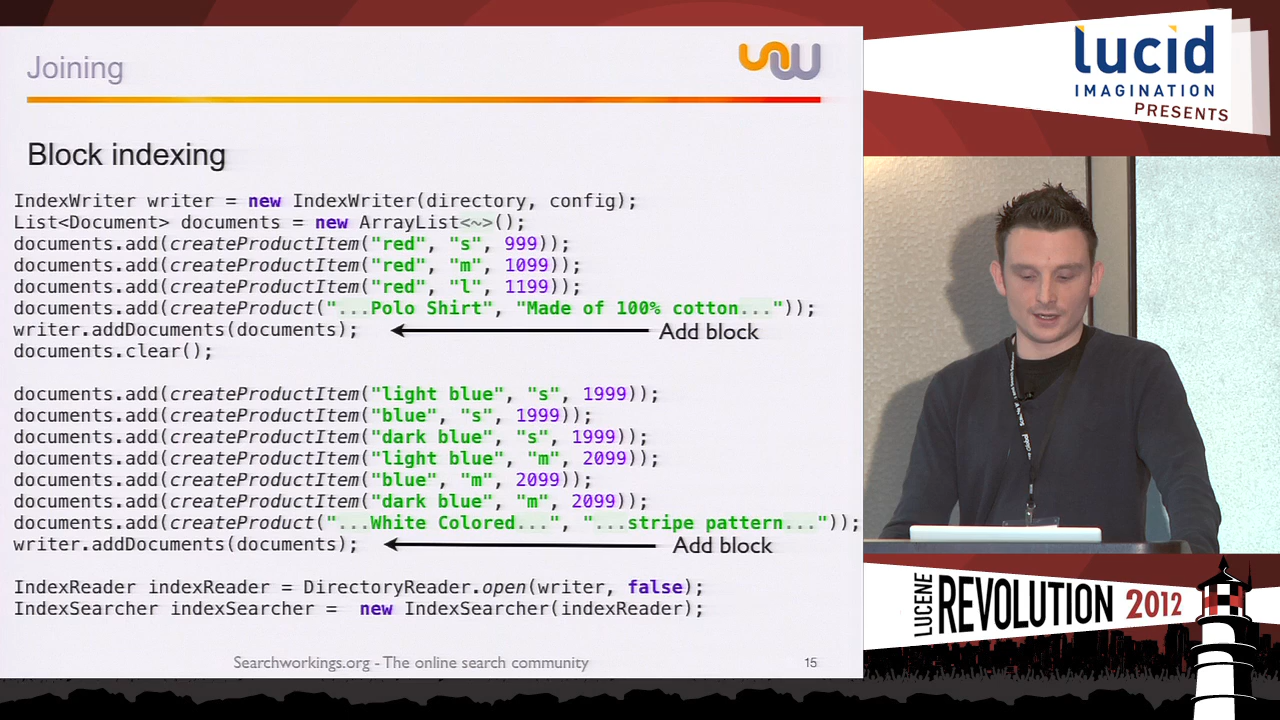 Joining
Block indexing
IndexWriter writer = new IndexWriter(directory, config);
List<Document> documents = new ArrayList<~>();
documents.add(createProductItem("red", "s", 999));
documents.add(createProductItem("red", "m", 1099));
documents.add(createProductItem("red", "l", 1199));
documents.add(createProduct("...Polo Shirt", "Made of 100% cotton..."));
writer.addDocuments(documents);
Add block
documents.clear();
documents.add(createProductItem("light blue", "s", 1999));
documents.add(createProductItem("blue", "s", 1999));
documents.add(createProductItem("dark blue", "s", 1999));
documents.add(createProductItem("light blue", "m", 2099));
documents.add(createProductItem("blue", "m", 2099));
documents.add(createProductItem("dark blue", "m", 2099));
documents.add(createProduct("...White Colored...", "...stripe pattern..."));
writer.addDocuments(documents);
Add block
IndexReader indexReader = DirectoryReader.open(writer, false);
IndexSearcher indexSearcher = new IndexSearcher(indexReader);
Searchworkings.org - The online search community
15
lucid
IMAGINATION
PRESENTS
LUCENE
REVOLUTION 2012